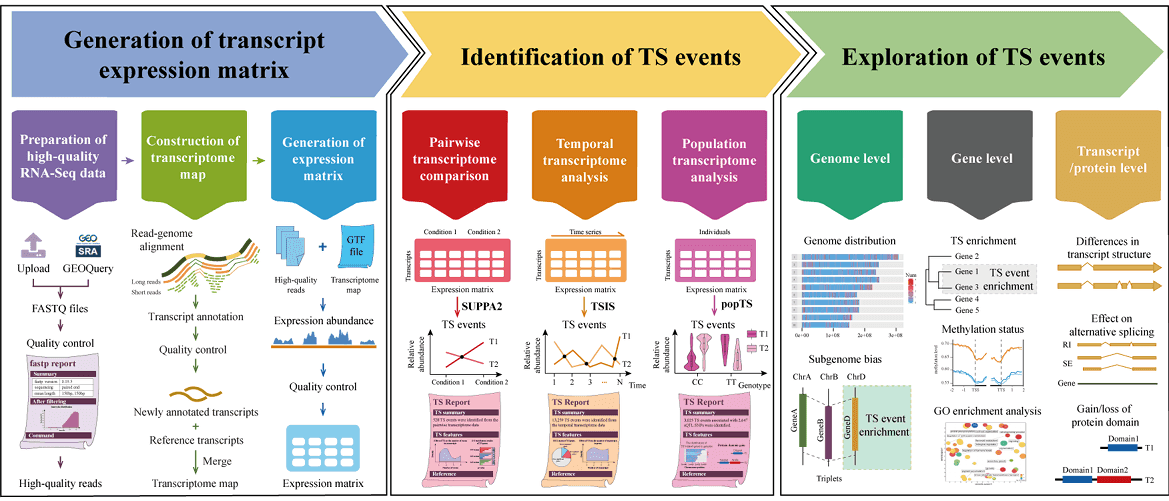 Generation of transcript
expression matrix
Identification of TS events
Exploration of TS events
Preparation of
high-quality
RNA-Seq data
Construction of
transcriptome
map
Generation of
expression
matrix
Pairwise
transcriptome
comparison
Temporal
transcriptome
analysis
Population
transcriptome
analysis
Genome level
Gene level
Transcript
/protein level
GEO
SRA
Upload
GEOQuery
FASTQ files
Quality control
fastp report
Summary
After filtering
Command
High-quality reads
Read-genome
alignment
Long reads
Short reads
Transcript annotation
Quality control
Newly annotated transcripts
+
Reference transcripts
Merge
Transcriptome map
+
GTF
file
High-quality
reads
Transcriptome
map
Expression abundance
Quality control
Expression matrix
Condition 1
Condition 2
Transcripts
Expression matrix
SUPPA2
TS events
Relative
abundance
T1
T2
Condition 1
Condition 2
TS Report
TS summary
TS features
Reference
Time series
Transcripts
Expression matrix
TSIS
TS events
Relative
abundance
T1
T2
1 2 3 ... N
Time
TS Report
TS summary
TS features
Reference
Individuals
Transcripts
Expression matrix
popTS
TS events
Relative
abundance
T1
T2
CC
TT
Genotype
TS Report
TS summary
TS features
Reference
Genome distribution
Num
0 1e+08 2e+08 3e+08
Subgenome bias
ChrA
ChrB
ChrD
GeneA
GeneB
GeneD
TS event
enrichment
Triplets
TS enrichment
Gene 2
Gene 1
Gene 3
Gene 4
Gene 5
TS event
enrichment
Methylation status
GO enrichment analysis
Differences in
transcript structure
Effect on
alternative splicing
RI
SE
Gene
Gain/loss of
protein domain
Domain1
T1
Domain1
Domain2
T2